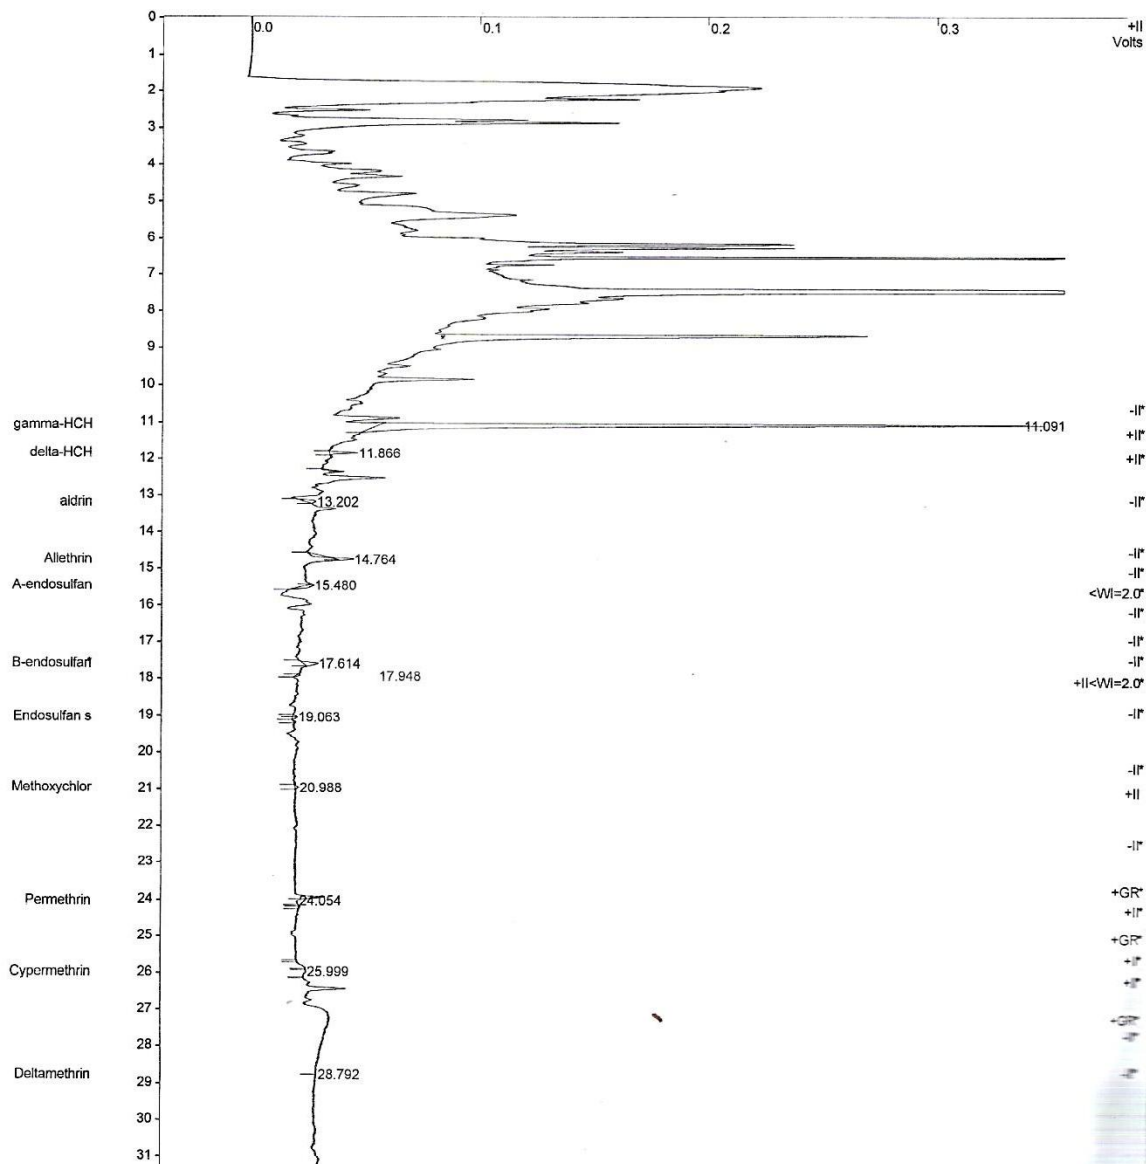 0.0 0.1 0.2 0.3 +II
Volts
0
1
2
3
4
5
6
7
8
9
10
-II*
11
gamma-HCH 11.091
+II*
delta-HCH 11.866
12 +II*
13
aldrin 13.202 -II*
14
Allethrin 14.764 -II*
15 -II*
A-endosulfan 15.480
<WI=2.0*
16
-II*
17 -II*
B-endosulfan 17.614 -II*
18 17.948
+II<WI=2.0*
Endosulfan s 19 19.063 -II*
20
-II*
Methoxychlor 21 20.988
+II
22
-II*
23
+GR*
Permethrin 24 24.054
+II*
25 +GR*
+II*
Cypermethrin 26 25.999
+II*
27
+GR*
28
Deltamethrin 29 28.792
30
31